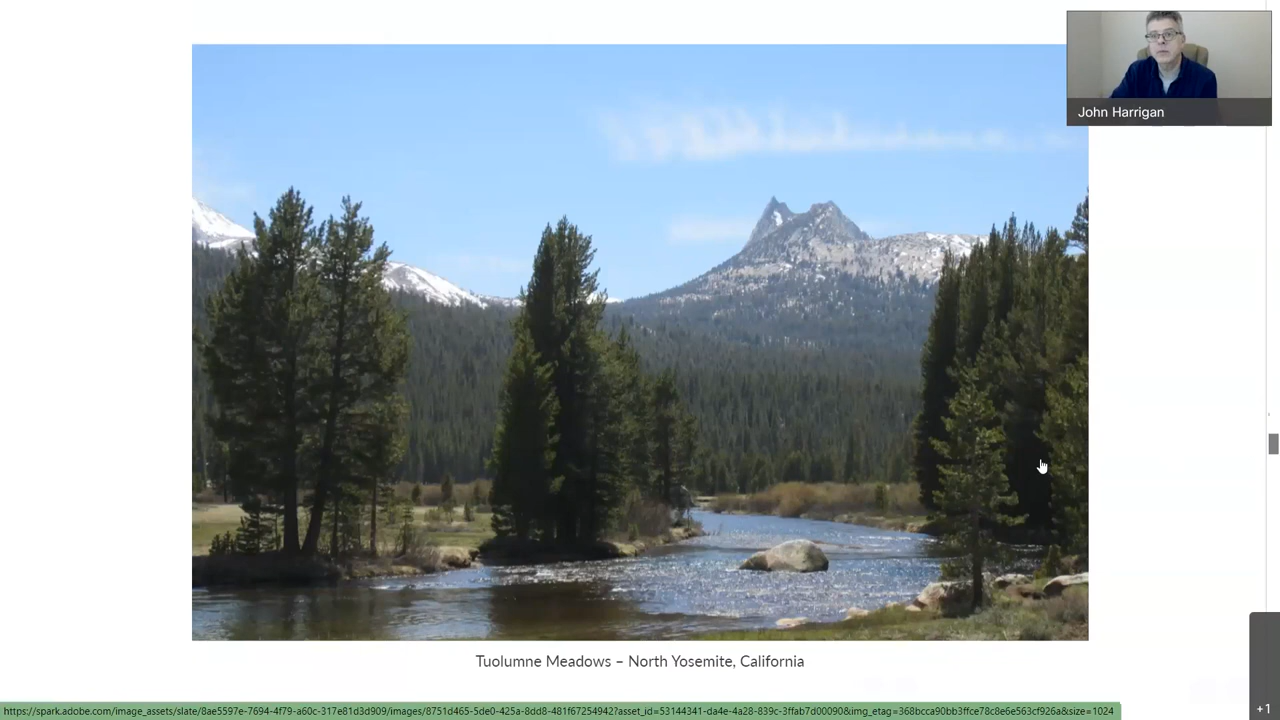 John Harrigan
Tuolumne Meadows – North Yosemite, California
+1
https://spark.adobe.com/image_assets/slate/8ae5597e-7694-4f79-a60c-317e81d3d909/images/8751d465-5de0-425a-8dd8-481f67254942?asset_id=53144341-da4e-4a28-839c-3ffab7d00090&img_etag=368bcca90bb3ffce78c8e6e563cf926a&size=1024